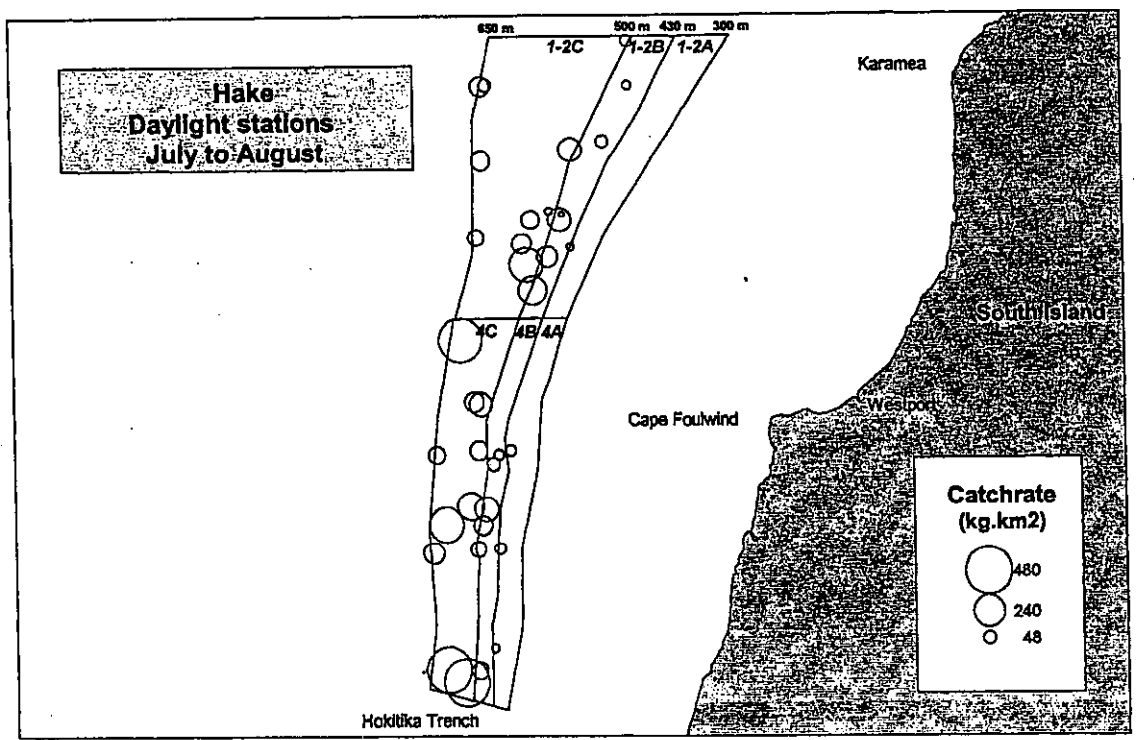 650 m 500 m 430 m 300 m
1-2C 1-2B 1-2A
Karamea
Hake
Daylight stations
July to August
South Island
4C 4B 4A
Westport
Cape Foulwind
Catchrate
(kg.km2)
480
240
48
Hokitika Trench